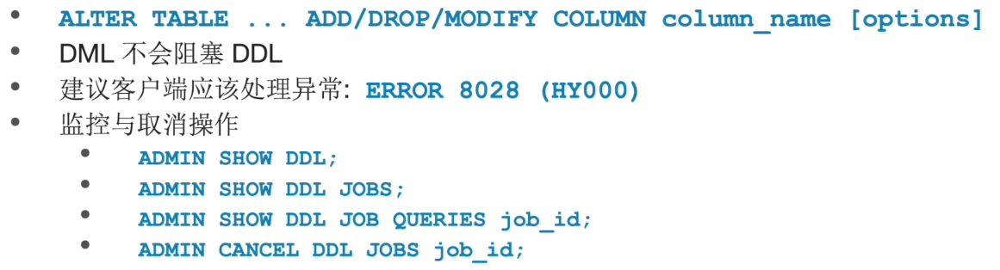 ALTER TABLE ... ADD/DROP/MODIFY COLUMN column_name [options]
DML 不会阻塞 DDL
建议客户端应该处理异常: ERROR 8028 (HY000)
监控与取消操作
ADMIN SHOW DDL;
ADMIN SHOW DDL JOBS;
ADMIN SHOW DDL JOB QUERIES job_id;
ADMIN CANCEL DDL JOBS job_id;